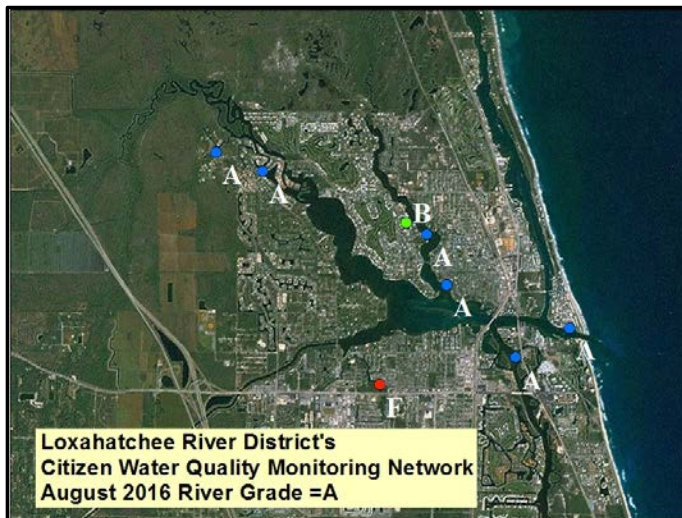 A
A
B
A
A
A
A
F
Loxahatchee River District's
Citizen Water Quality Monitoring Network
August 2016 River Grade =A